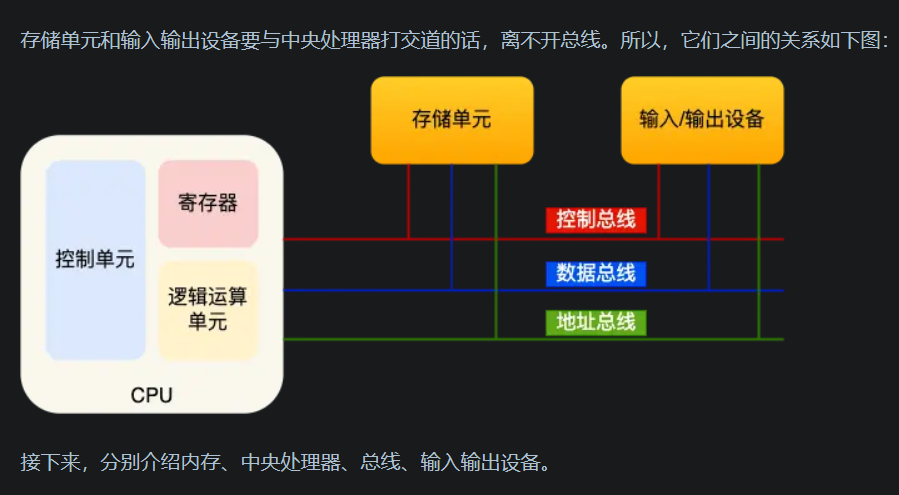 存储单元和输入输出设备要与中央处理器打交道的话，离不开总线。所以，它们之间的关系如下图：
存储单元
输入/输出设备
寄存器
控制单元
逻辑运算
单元
CPU
控制总线
数据总线
地址总线
接下来，分别介绍内存、中央处理器、总线、输入输出设备。